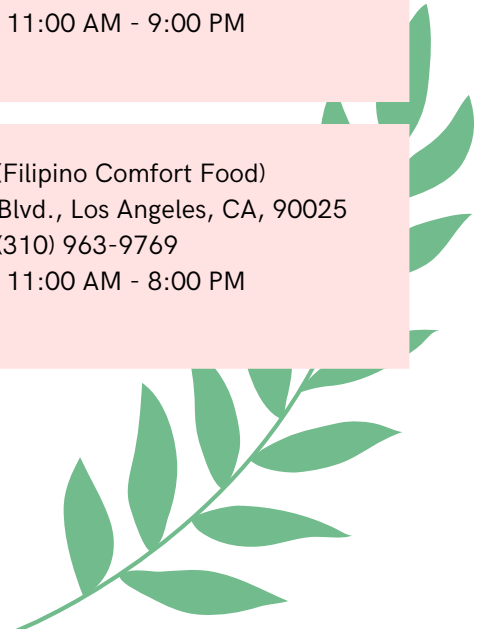 11:00 AM - 9:00 PM
(Filipino Comfort Food)
Blvd., Los Angeles, CA, 90025
(310) 963-9769
11:00 AM - 8:00 PM